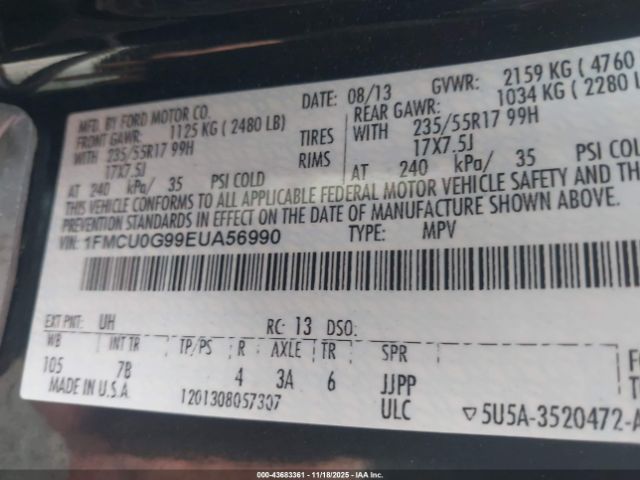 MFD. BY FORD MOTOR CO. DATE: 08/13 GVWR: 2159 KG ( 4760
FRONT GAWR: 1125 KG ( 2480 LB) REAR GAWR: 1034 KG ( 2280 L
WITH 235/55R17 99H TIRES WITH 235/55R17 99H
17X7.5J RIMS 17X7.5J
AT 240 kPa/ 35 PSI COLD AT 240 kPa/ 35 PSI COL
THIS VEHICLE CONFORMS TO ALL APPLICABLE FEDERAL MOTOR VEHICLE SAFETY AND THE
PREVENTION STANDARDS IN EFFECT ON THE DATE OF MANUFACTURE SHOWN ABOVE.
VIN: 1FMCU0G99EUA56990 TYPE: MPV
EXT PNT: UH RC: 13 DSO:
WB INT TR TP/PS R AXLE TR SPR
105 7B 4 3A 6 JJPP
MADE IN U.S.A. 1201308057307 ULC ▽5U5A-3520472-A
000-43683361 - 11/18/2025 - IAAI Inc.